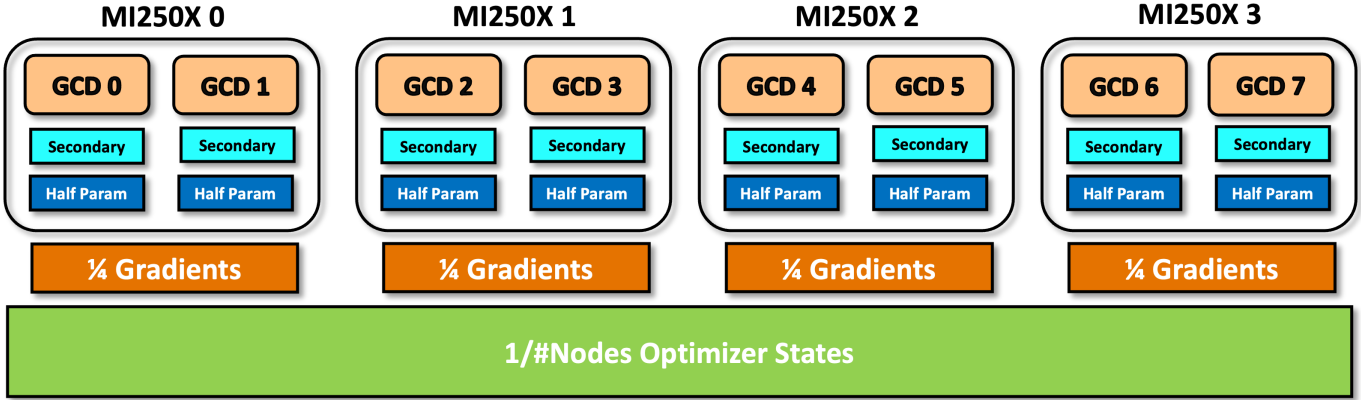 MI250X 0
MI250X 1
MI250X 2
MI250X 3
GCD 0
GCD 1
GCD 2
GCD 3
GCD 4
GCD 5
GCD 6
GCD 7
Secondary
Secondary
Secondary
Secondary
Secondary
Secondary
Secondary
Secondary
Half Param
Half Param
Half Param
Half Param
Half Param
Half Param
Half Param
Half Param
¼ Gradients
¼ Gradients
¼ Gradients
¼ Gradients
1/#Nodes Optimizer States